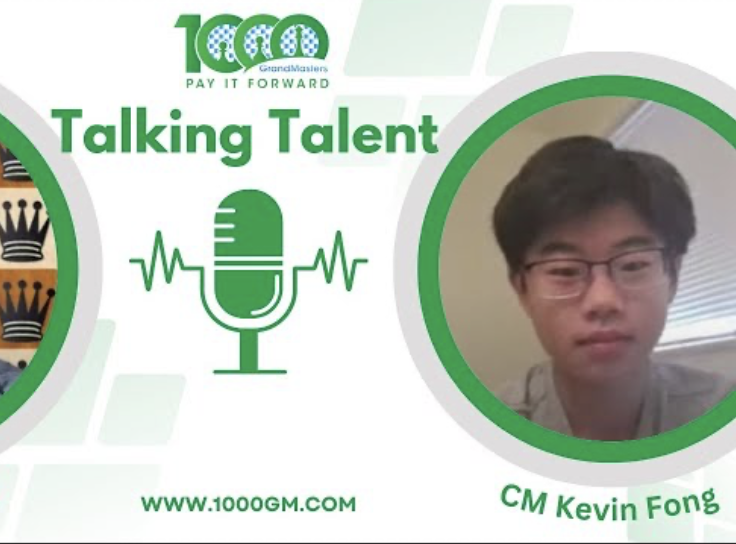 1000
GrandMasters
PAY IT FORWARD
Talking Talent
WWW.1000GM.COM
CM Kevin Fong